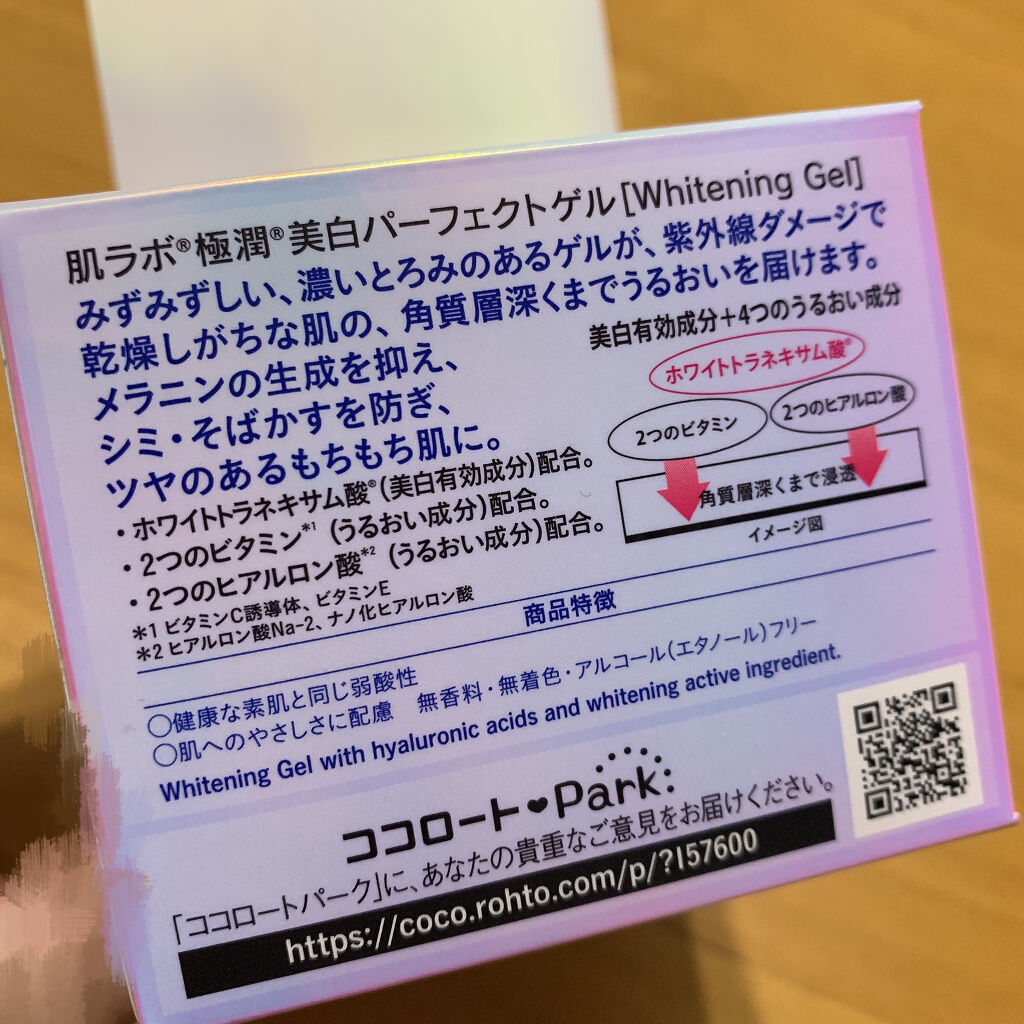 肌ラボ®極潤®美白パーフェクトゲル[Whitening Gel]
みずみずしい、濃いとろみのあるゲルが、紫外線ダメージで
乾燥しがちな肌の、角質層深くまでうるおいを届けます。
メラニンの生成を抑え、
シミ・そばかすを防ぎ、
ツヤのあるもちもち肌に。
・ホワイトトラネキサム酸®(美白有効成分)配合。
・2つのビタミン*1(うるおい成分)配合。
・2つのヒアルロン酸*2(うるおい成分)配合。
*1 ビタミンC誘導体、ビタミンE
*2 ヒアルロン酸Na-2、ナノ化ヒアルロン酸
美白有効成分+4つのうるおい成分
ホワイトトラネキサム酸®
2つのビタミン
2つのヒアルロン酸
角質層深くまで浸透
イメージ図
商品特徴
○健康な素肌と同じ弱酸性
○肌へのやさしさに配慮 無香料・無着色・アルコール(エタノール)フリー
Whitening Gel with hyaluronic acids and whitening active ingredient.
ココロート♥Park
「ココロートパーク」に、あなたの貴重なご意見をお届けください。
https://coco.rohto.com/p/?I57600